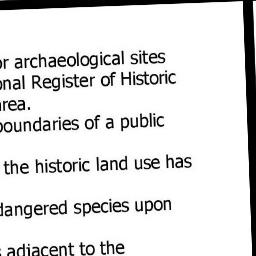 or archaeological sites
onal Register of Historic
area.
boundaries of a public
the historic land use has
dangered species upon
adjacent to the